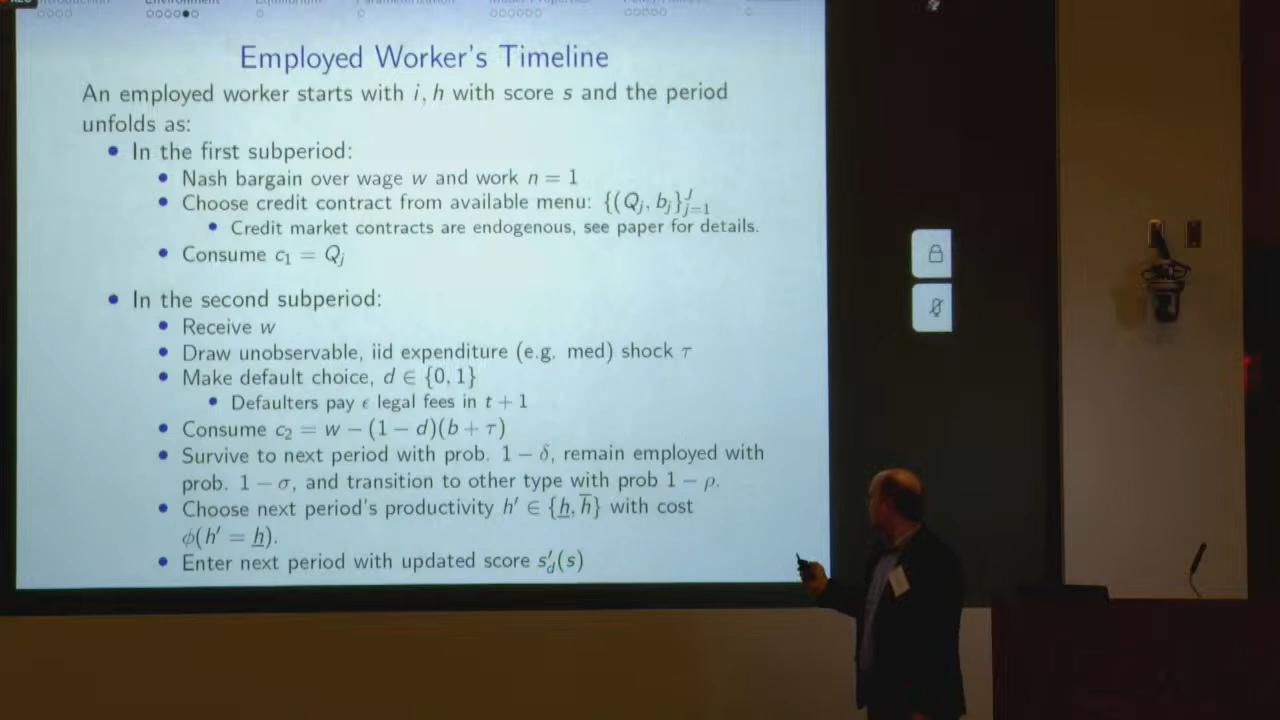 Employed Worker's Timeline
An employed worker starts with i, h with score s and the period
unfolds as:
• In the first subperiod:
• Nash bargain over wage w and work n = 1
• Choose credit contract from available menu: {(Q_j, b_j}_{j=1}^J
• Credit market contracts are endogenous, see paper for details.
• Consume c₁ = Q_j
• In the second subperiod:
• Receive w
• Draw unobservable, iid expenditure (e.g. med) shock τ
• Make default choice, d ∈ {0, 1}
• Defaulters pay ϵ legal fees in t + 1
• Consume c₂ = w − (1 − d)(b + τ)
• Survive to next period with prob. 1 − δ, remain employed with
prob. 1 − σ, and transition to other type with prob 1 − ρ.
• Choose next period's productivity h′ ∈ {h̲, h̅} with cost
ϕ(h′ = h̲).
• Enter next period with updated score s′_d(s)